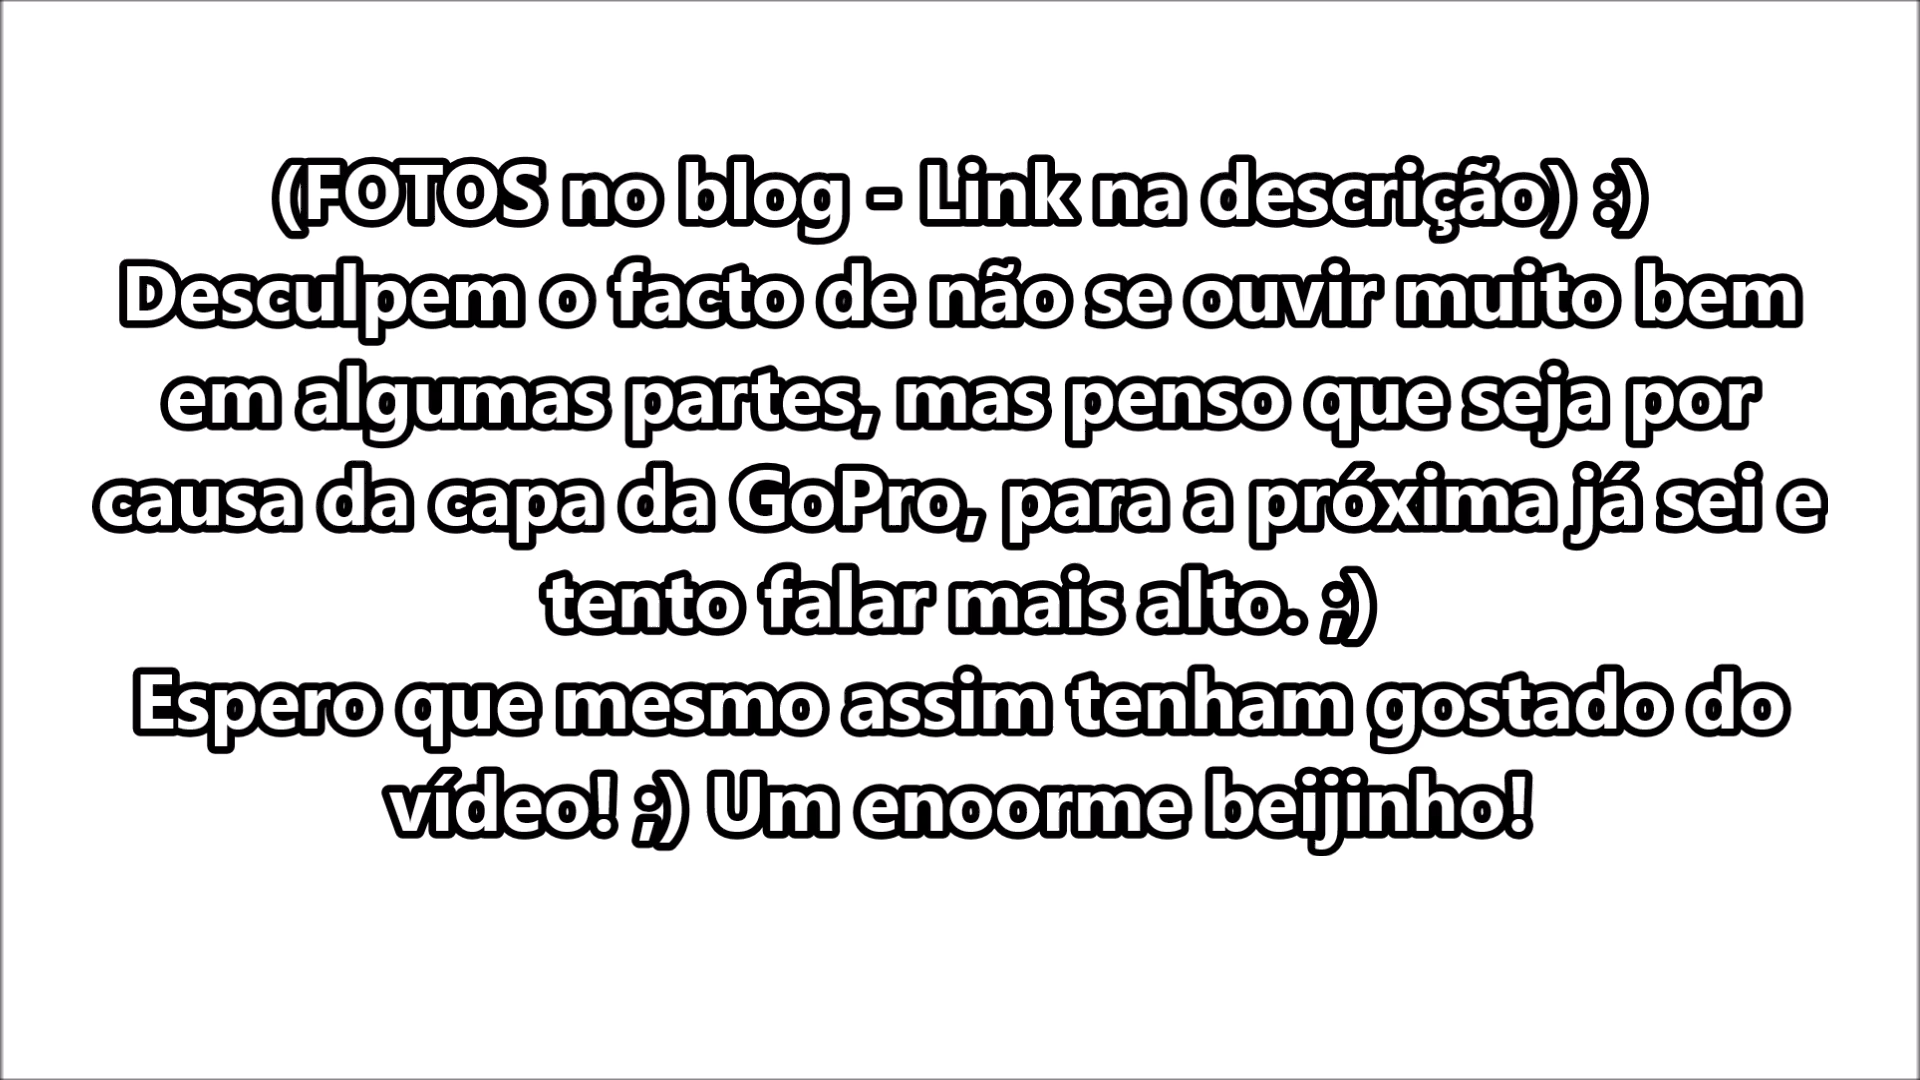 (FOTOS no blog - Link na descrição) :)
Desculpem o facto de não se ouvir muito bem
em algumas partes, mas penso que seja por
causa da capa da GoPro, para a próxima já sei e
tento falar mais alto. ;)
Espero que mesmo assim tenham gostado do
vídeo! ;) Um enoorme beijinho!